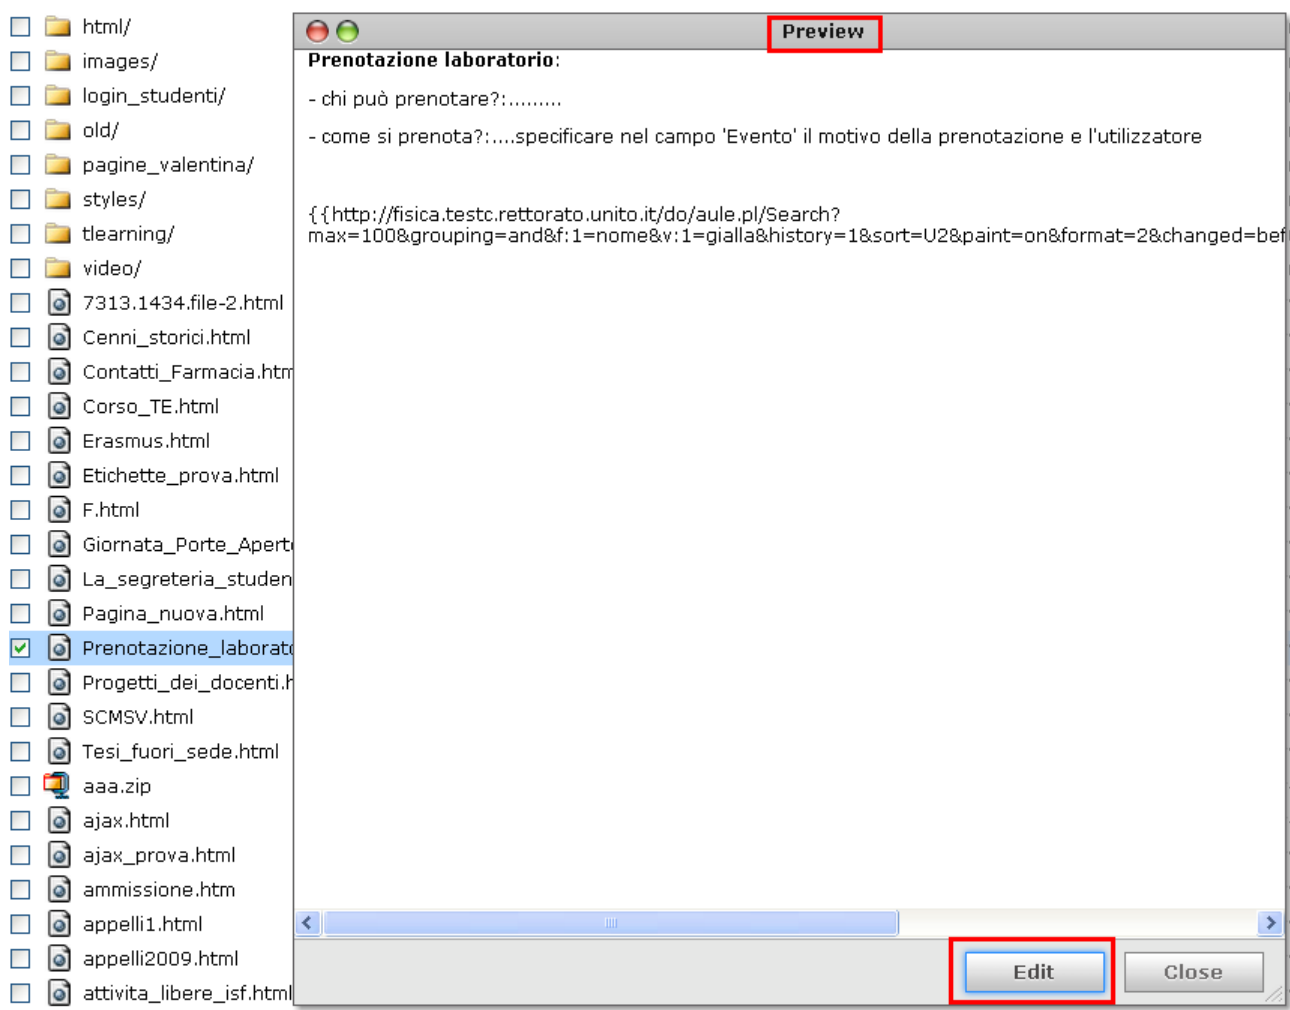 html/
images/
login_studenti/
old/
pagine_valentina/
styles/
tlearning/
video/
7313.1434.file-2.html
Cenni_storici.html
Contatti_Farmacia.htm
Corso_TE.html
Erasmus.html
Etichette_prova.html
F.html
Giornata_Porte_Aperte
La_segreteria_studen
Pagina_nuova.html
Prenotazione_laborato
Progetti_dei_docenti.h
SCMSV.html
Tesi_fuori_sede.html
aaa.zip
ajax.html
ajax_prova.html
ammissione.htm
appelli1.html
appelli2009.html
attivita_libere_isf.html
Preview
Prenotazione laboratorio:
- chi può prenotare?:.........
- come si prenota?:....specificare nel campo 'Evento' il motivo della prenotazione e l'utilizzatore
{{http://fisica.testc.rettorato.unito.it/do/aule.pl/Search?
max=100&grouping=and&f:1=nome&v:1=gialla&history=1&sort=U2&paint=on&format=2&changed=bef
Edit
Close